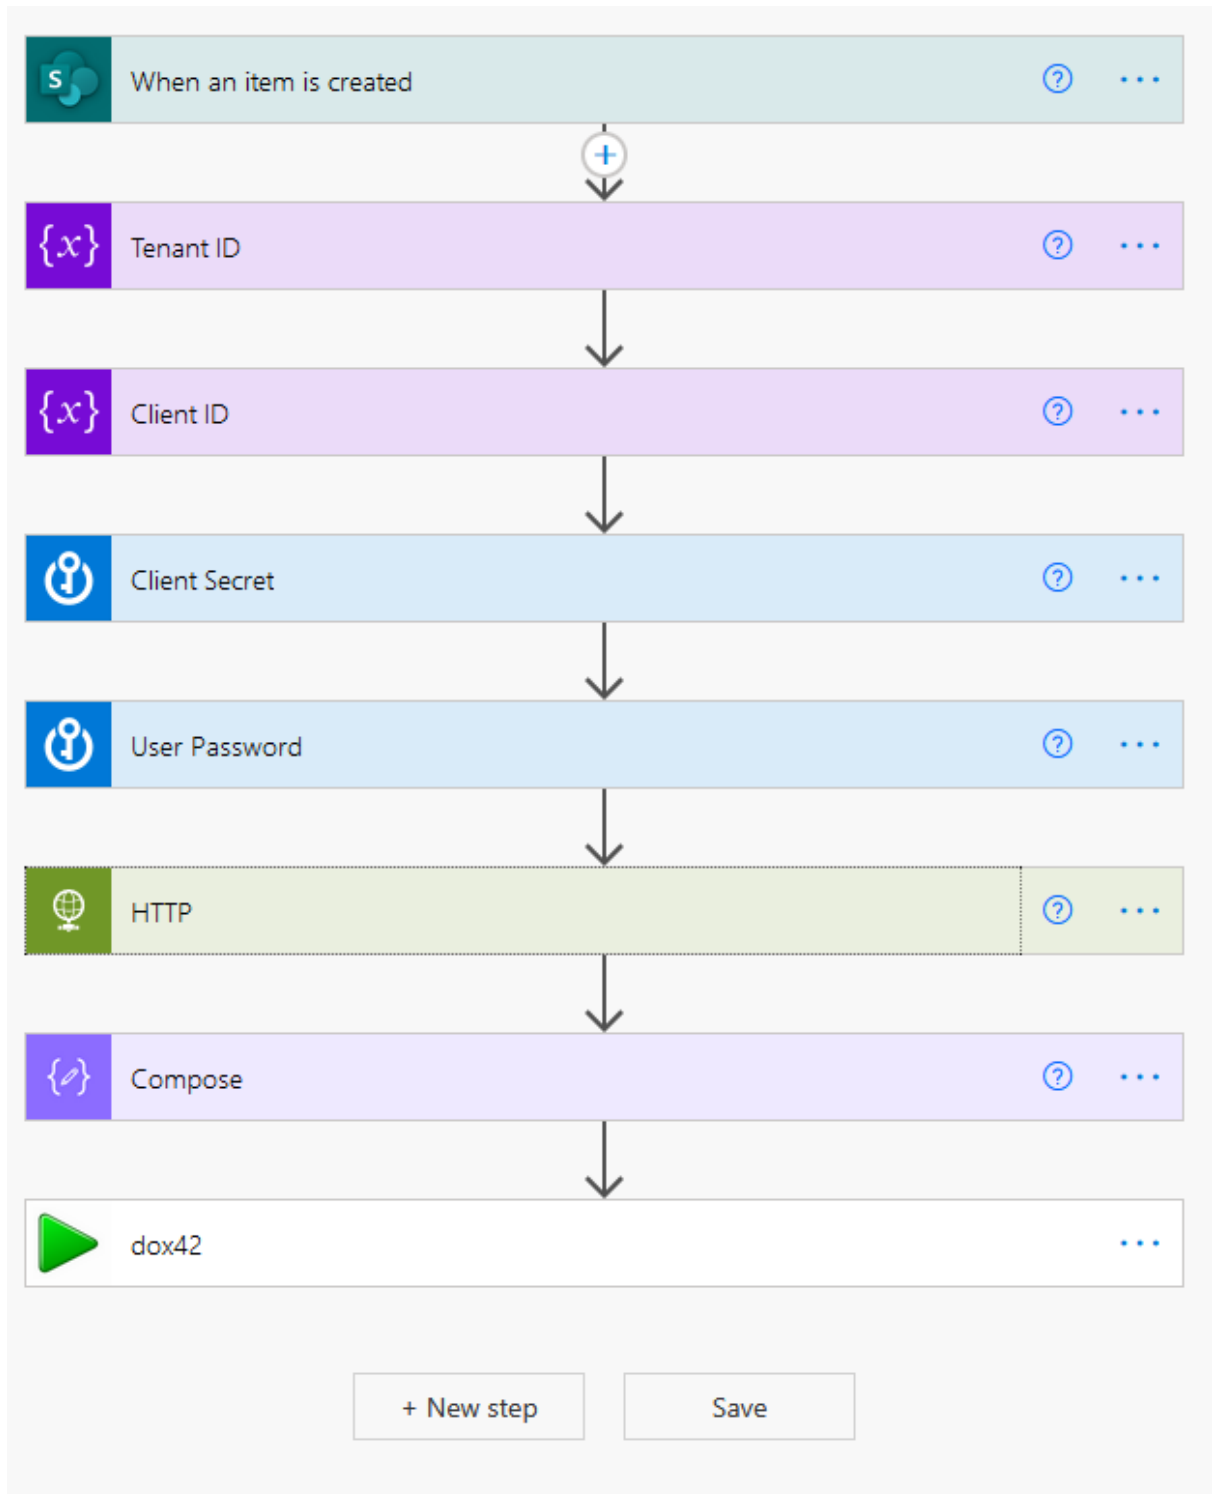 When an item is created
Tenant ID
Client ID
Client Secret
User Password
HTTP
Compose
dox42
+ New step
Save